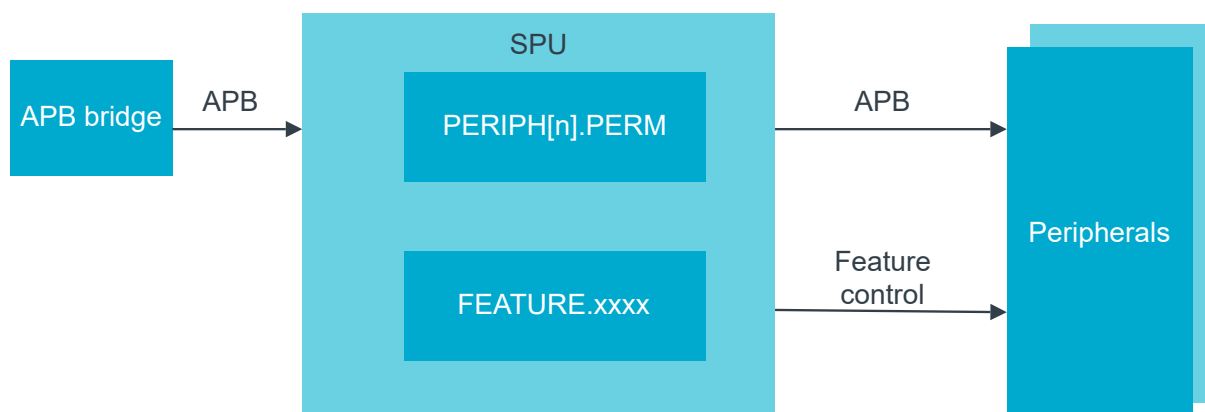 SPU
APB bridge
APB
PERIPH[n].PERM
APB
Peripherals
FEATURE.xxxx
Feature
control